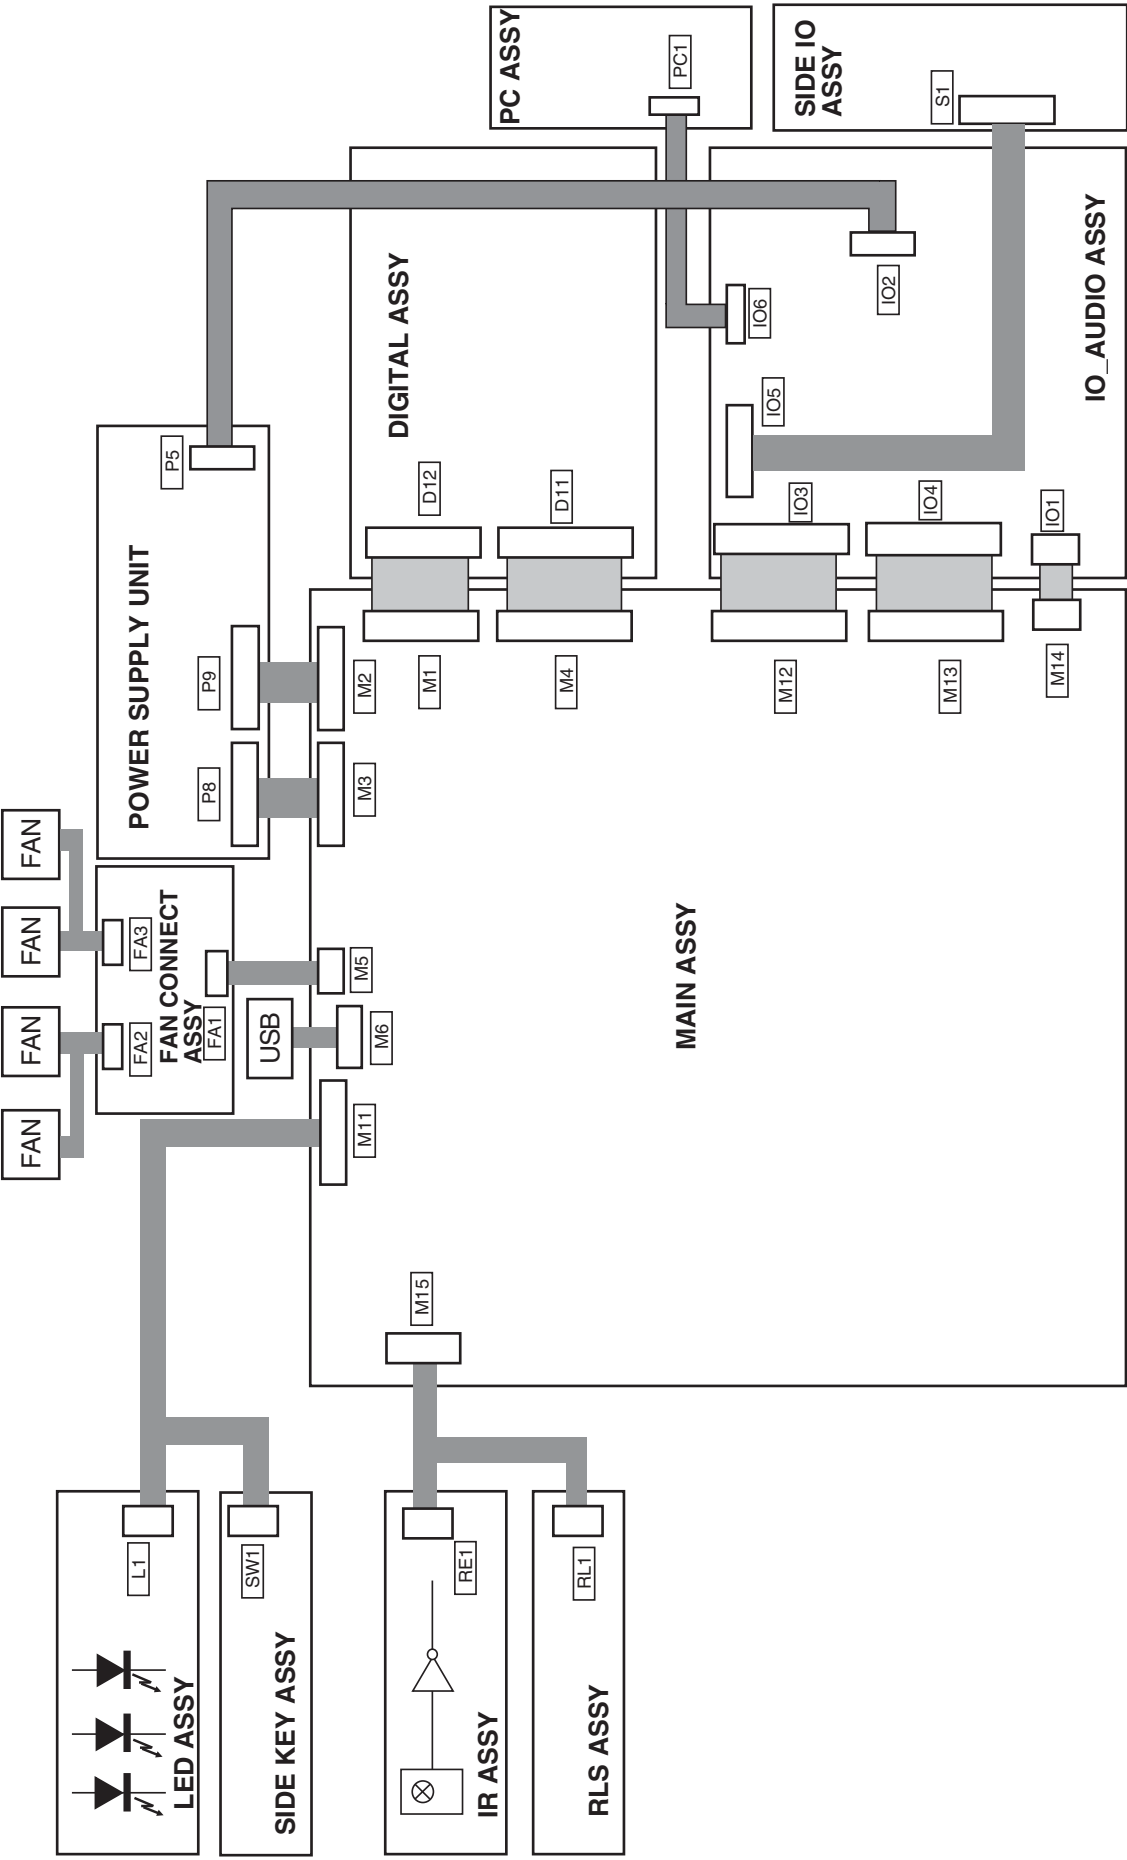 FAN
FAN
FAN
FAN
POWER SUPPLY UNIT
P5
P9
P8
FAN CONNECT
ASSY
FA3
FA2
FA1
USB
M2
M3
M5
M6
M11
M15
MAIN ASSY
M1
M4
M12
M13
M14
DIGITAL ASSY
D12
D11
PC ASSY
PC1
SIDE IO
ASSY
S1
IO_AUDIO ASSY
IO2
IO6
IO5
IO3
IO4
IO1
LED ASSY
L1
SIDE KEY ASSY
SW1
IR ASSY
RE1
RLS ASSY
RL1